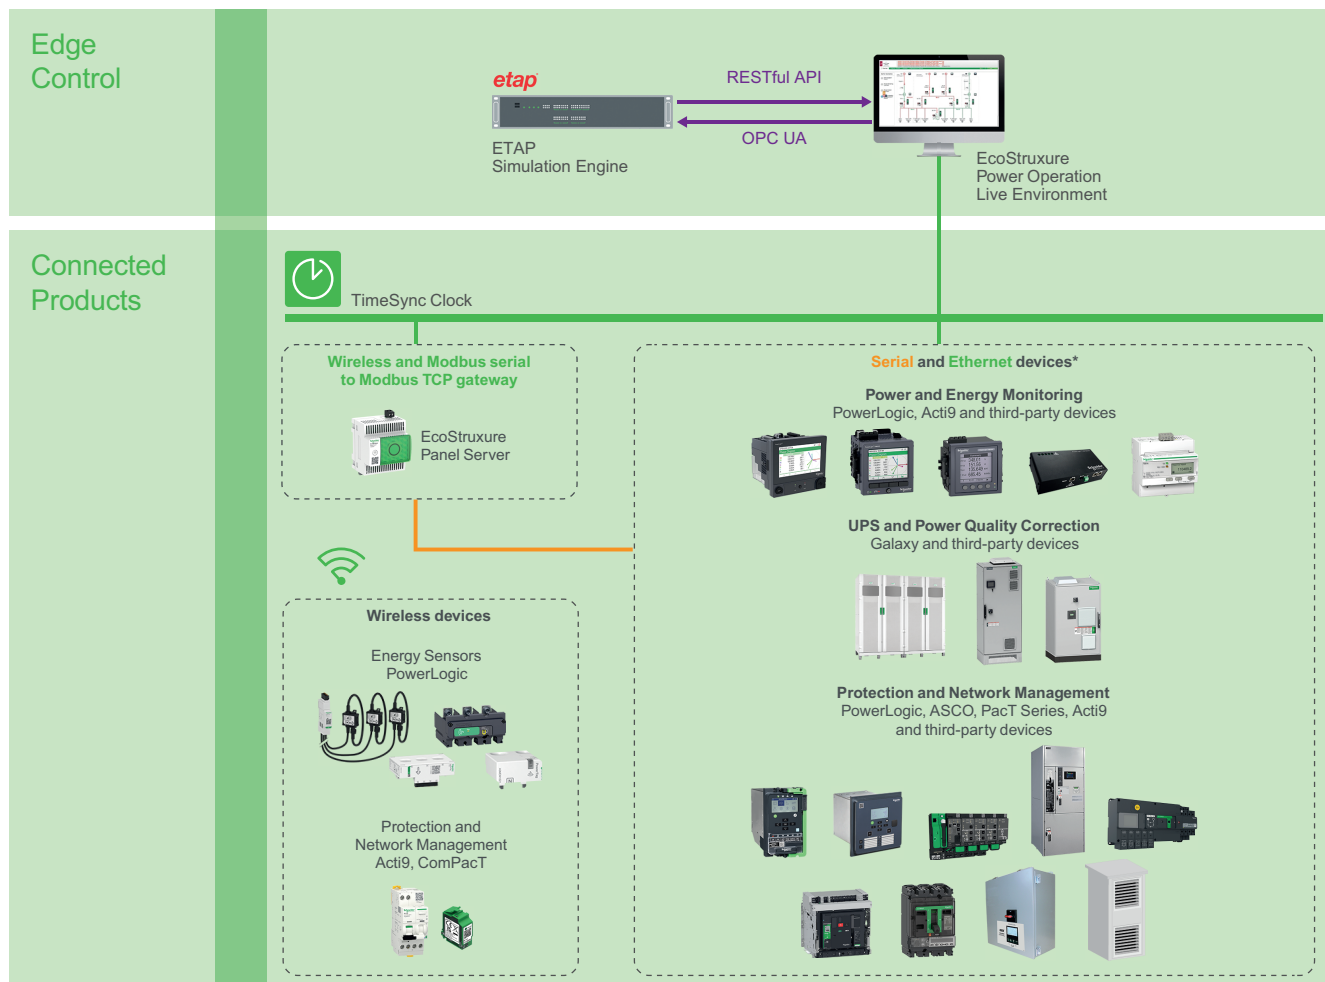 Edge
Control
etap
RESTful API
OPC UA
ETAP
Simulation Engine
EcoStruxure
Power Operation
Live Environment
Connected
Products
TimeSync Clock
Wireless and Modbus serial
to Modbus TCP gateway
EcoStruxure
Panel Server
Wireless devices
Energy Sensors
PowerLogic
Protection and
Network Management
Acti9, ComPacT
Serial and Ethernet devices*
Power and Energy Monitoring
PowerLogic, Acti9 and third-party devices
UPS and Power Quality Correction
Galaxy and third-party devices
Protection and Network Management
PowerLogic, ASCO, PacT Series, Acti9
and third-party devices